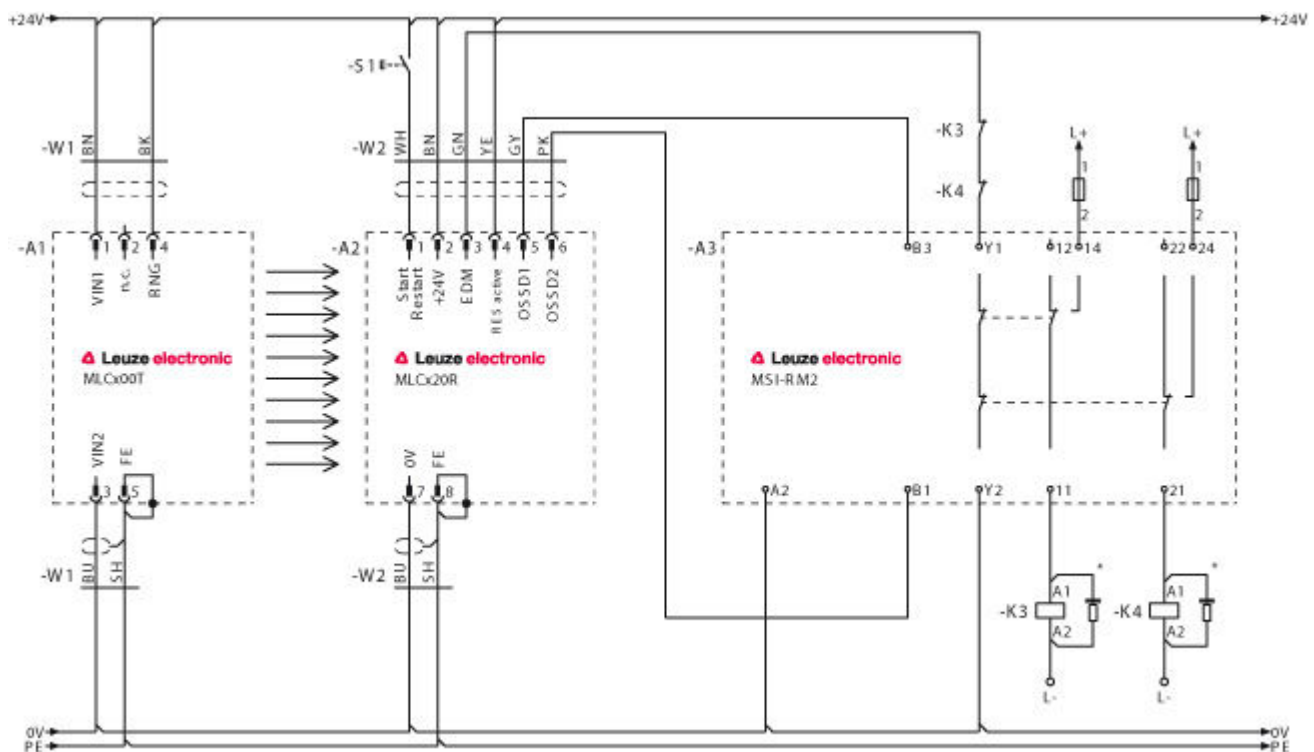 +24V +24V
-S1
-W1 BN BK
-W2 WH BN GN YE GY PK
-K3
-K4
L+ L+
1 1
2 2
-A1 1 2 4
VIN1 n.c. RNG
-A2 1 2 3 4 5 6
Start Restart +24V EDM RES active OSSD1 OSSD2
-A3 B3 Y1 12 14 22 24
Leuze electronic
MLCx00T
Leuze electronic
MLCx20R
Leuze electronic
MSI-RM2
VIN2 FE
3 5
0V FE
7 8
A2 B1 Y2 11 21
-W1 BU SH
-W2 BU SH
* *
-K3 A1 A2
-K4 A1 A2
L- L-
0V 0V
PE PE